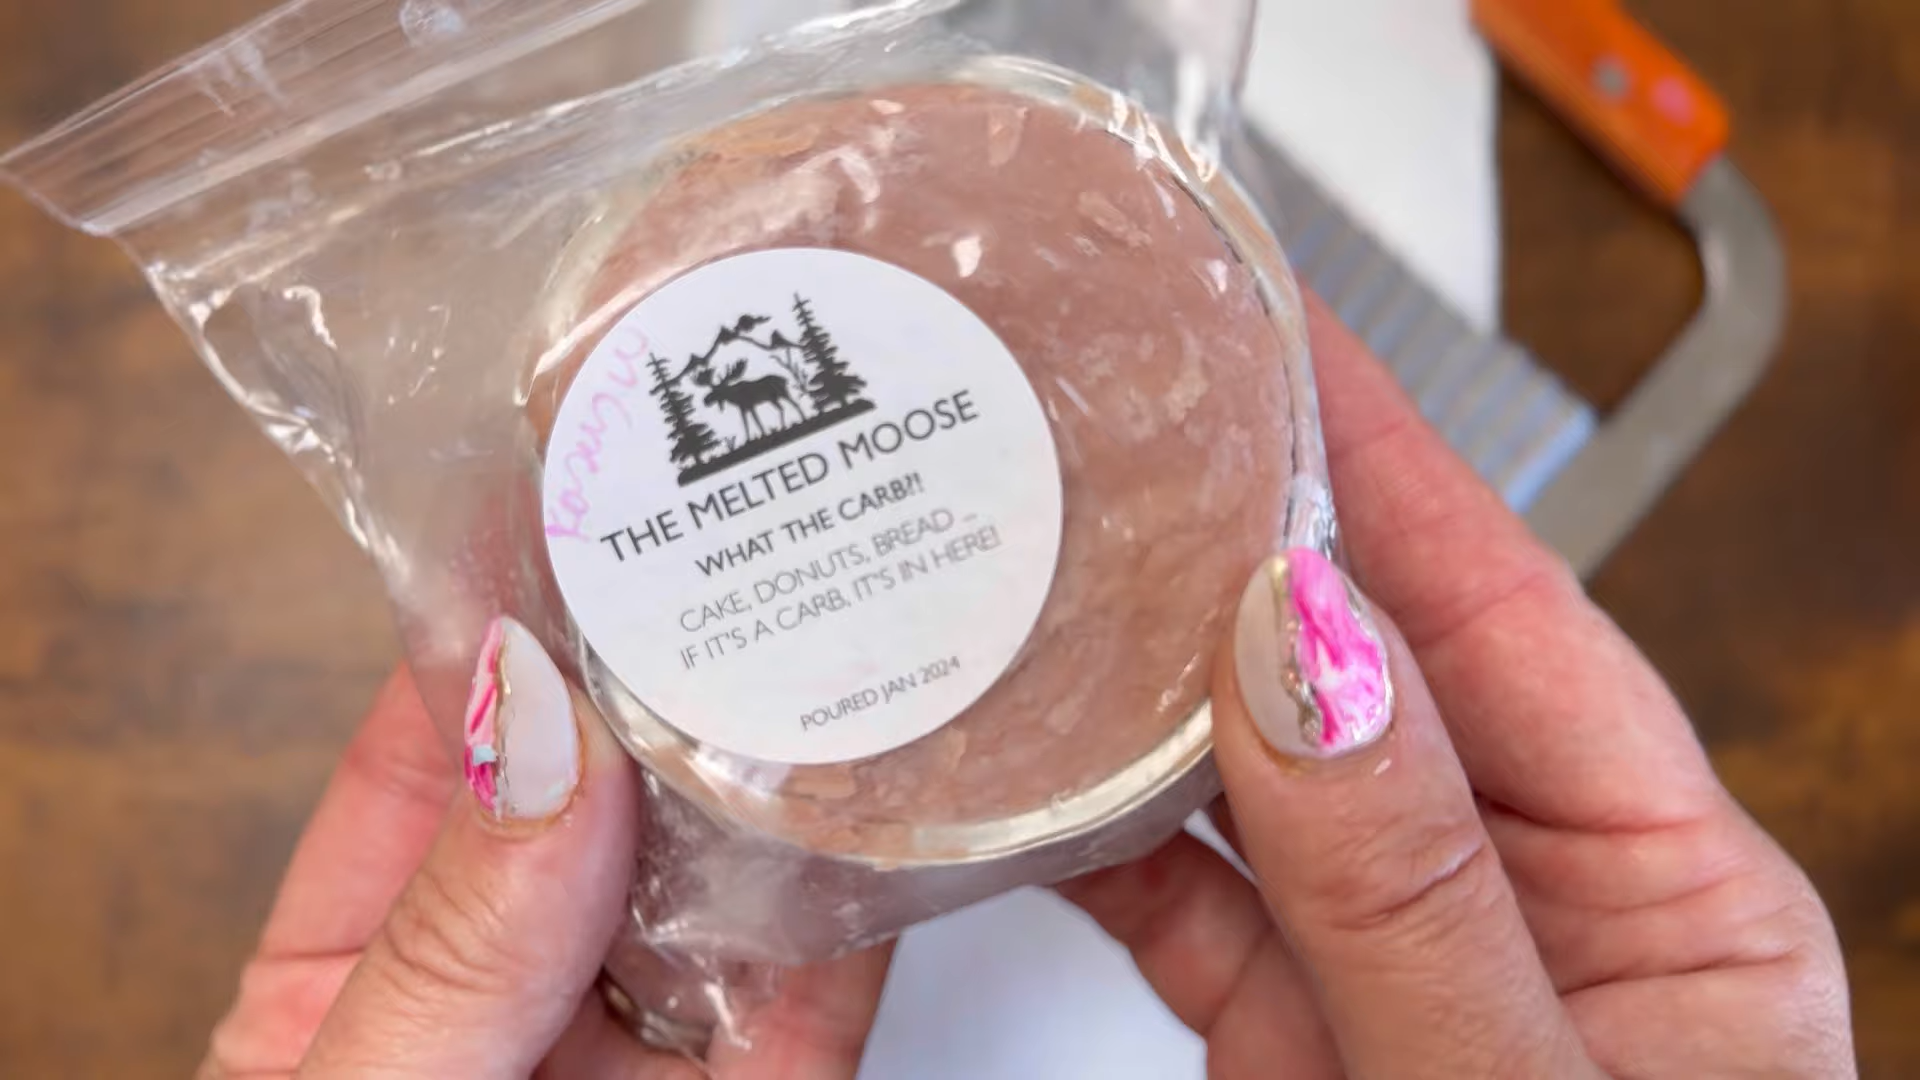 THE MELTED MOOSE
WHAT THE CARB?!
CAKE, DONUTS, BREAD –
IF IT'S A CARB, IT'S IN HERE!
POURED JAN 2024